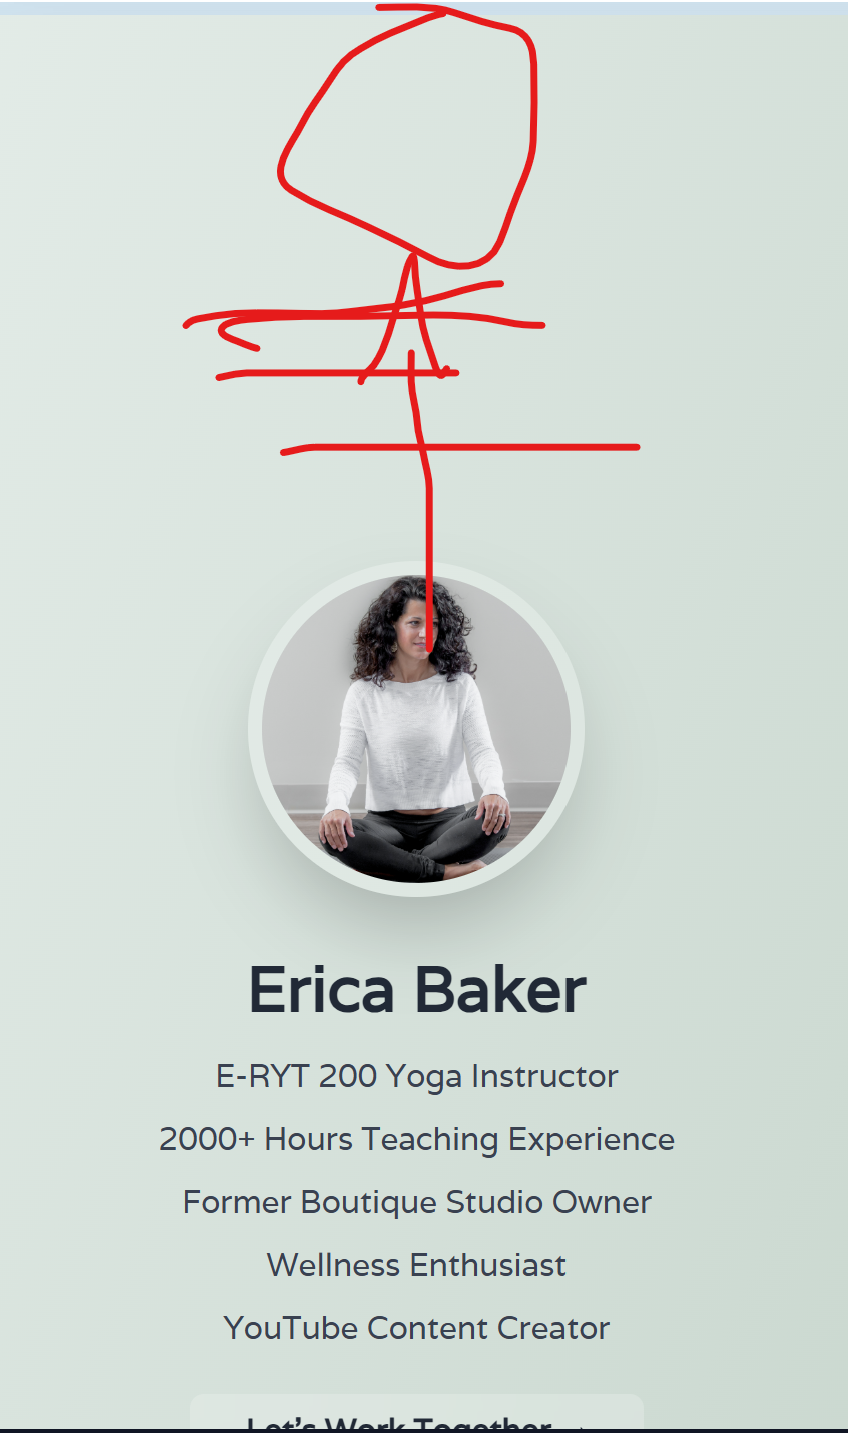 Erica Baker
E-RYT 200 Yoga Instructor
2000+ Hours Teaching Experience
Former Boutique Studio Owner
Wellness Enthusiast
YouTube Content Creator
Let's Work Together